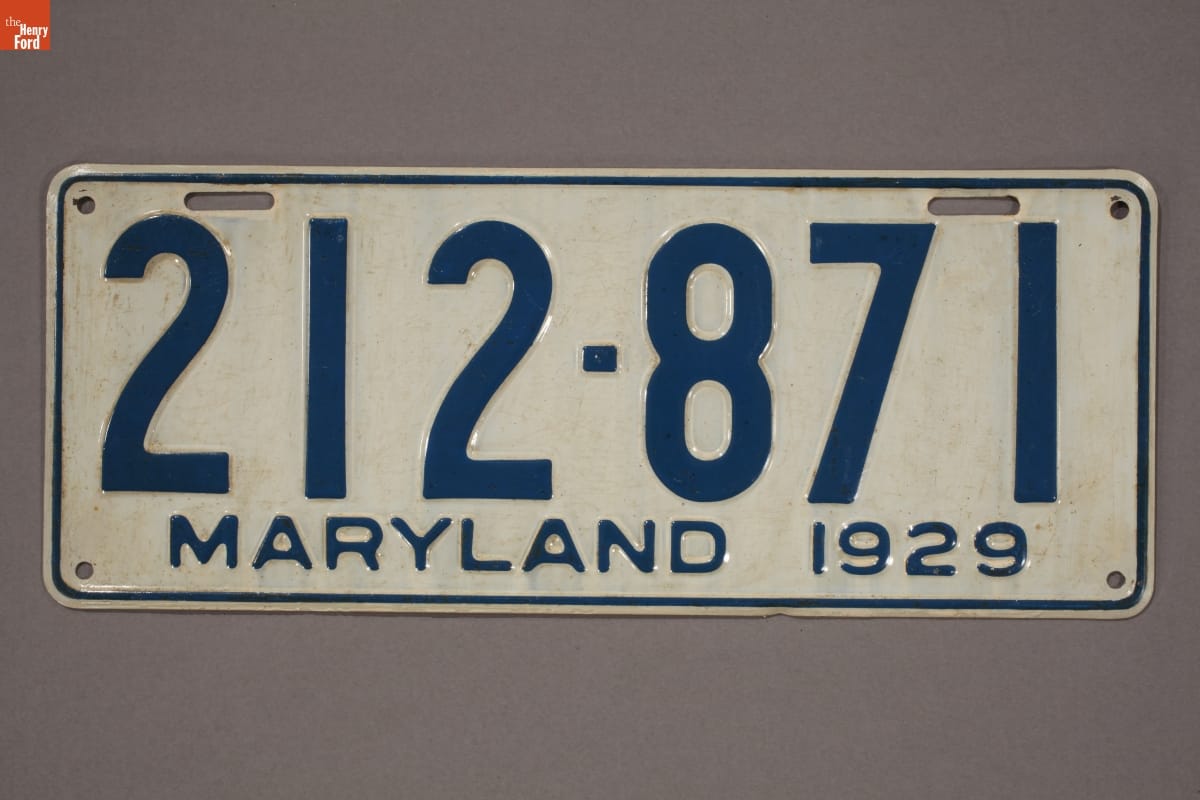 the
Henry
Ford
212-871
MARYLAND 1929